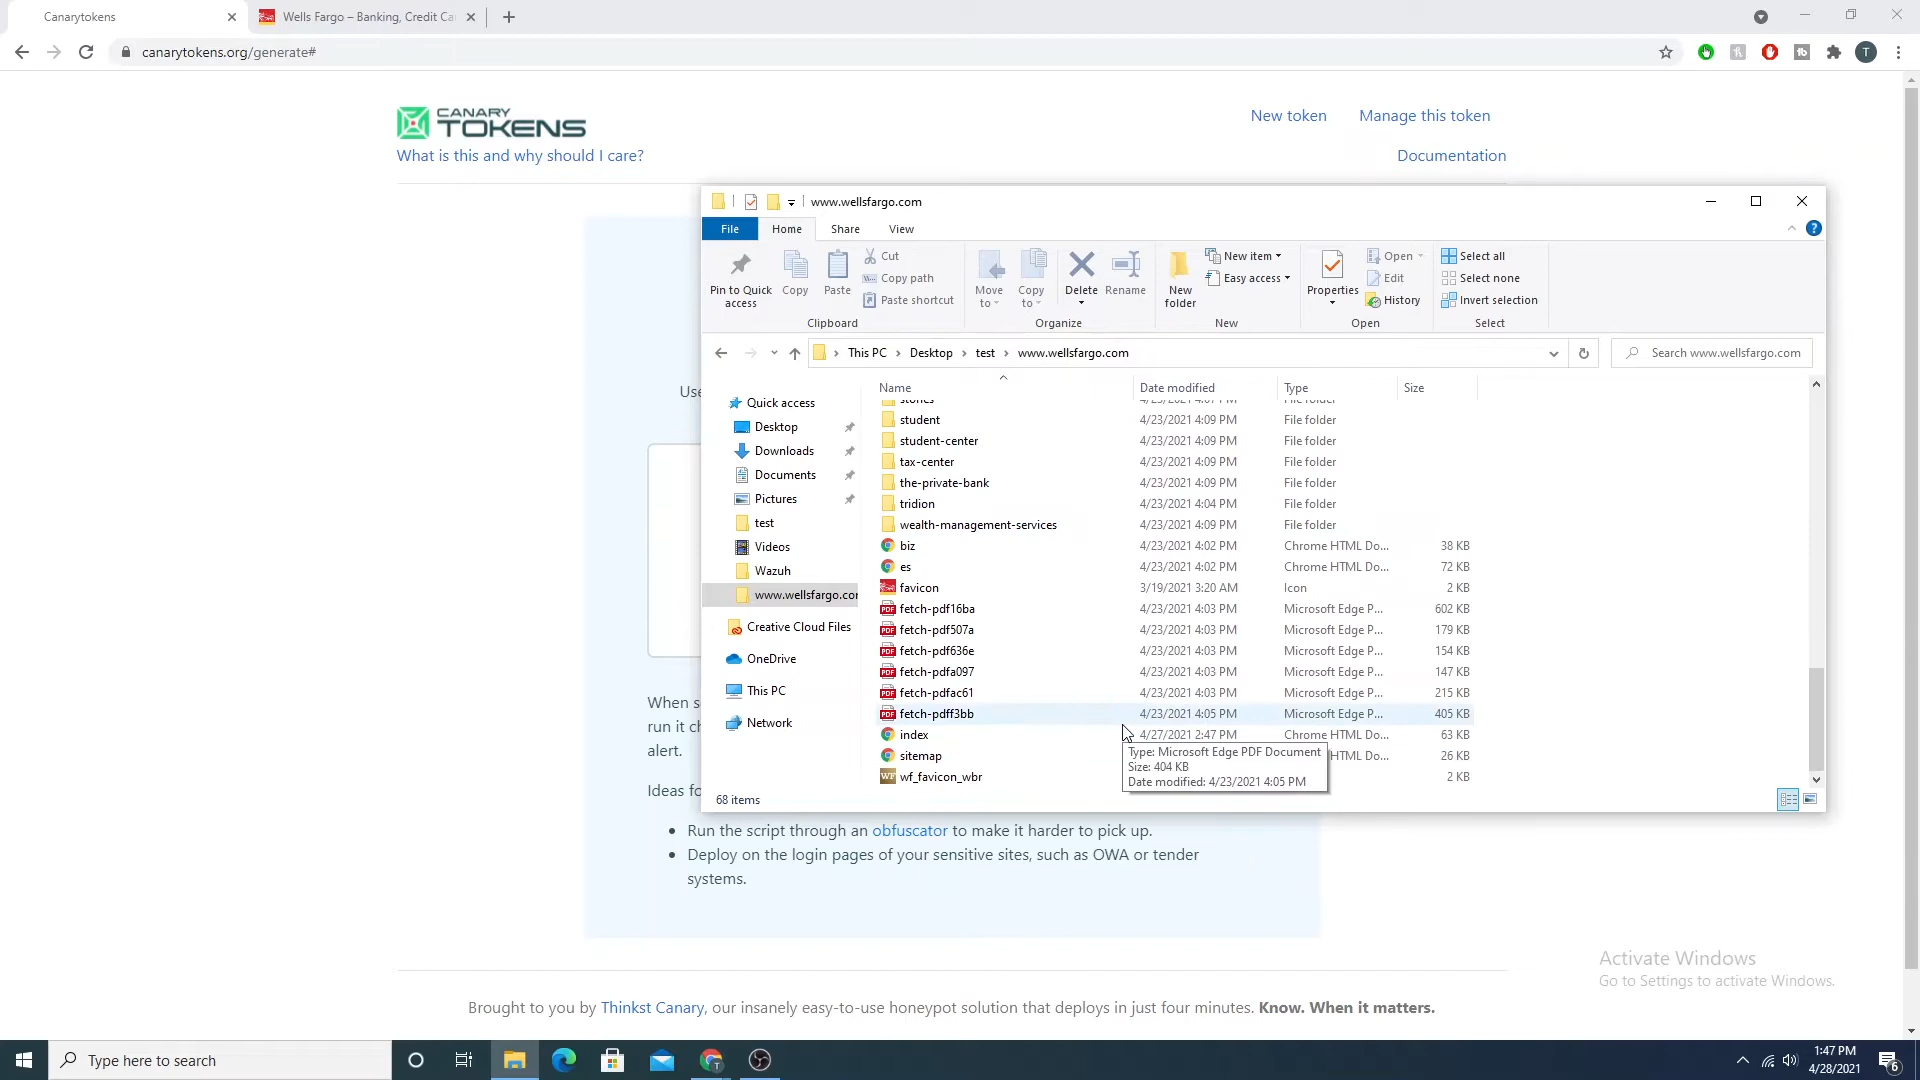 Canarytokens
Wells Fargo – Banking, Credit Ca
canarytokens.org/generate#
T
CANARY
TOKENS
New token
Manage this token
What is this and why should I care?
Documentation
www.wellsfargo.com
File
Home
Share
View
Pin to Quick access
Copy
Paste
Cut
Copy path
Paste shortcut
Move to
Copy to
Delete
Rename
New folder
New item
Easy access
Properties
Open
Edit
History
Select all
Select none
Invert selection
Clipboard
Organize
New
Open
Select
This PC > Desktop > test > www.wellsfargo.com
Search www.wellsfargo.com
Use
Name Date modified Type Size
Quick access
Desktop
Downloads
Documents
Pictures
test
Videos
Wazuh
www.wellsfargo.cor
Creative Cloud Files
OneDrive
This PC
Network
stories 4/23/2021 4:07 PM File folder
student 4/23/2021 4:09 PM File folder
student-center 4/23/2021 4:09 PM File folder
tax-center 4/23/2021 4:09 PM File folder
the-private-bank 4/23/2021 4:09 PM File folder
tridion 4/23/2021 4:04 PM File folder
wealth-management-services 4/23/2021 4:09 PM File folder
biz 4/23/2021 4:02 PM Chrome HTML Do... 38 KB
es 4/23/2021 4:02 PM Chrome HTML Do... 72 KB
favicon 3/19/2021 3:20 AM Icon 2 KB
PDF fetch-pdf16ba 4/23/2021 4:03 PM Microsoft Edge P... 602 KB
PDF fetch-pdf507a 4/23/2021 4:03 PM Microsoft Edge P... 179 KB
PDF fetch-pdf636e 4/23/2021 4:03 PM Microsoft Edge P... 154 KB
PDF fetch-pdfa097 4/23/2021 4:03 PM Microsoft Edge P... 147 KB
PDF fetch-pdfac61 4/23/2021 4:03 PM Microsoft Edge P... 215 KB
PDF fetch-pdff3bb 4/23/2021 4:05 PM Microsoft Edge P... 405 KB
index 4/27/2021 2:47 PM Chrome HTML Do... 63 KB
sitemap HTML Do... 26 KB
WF wf_favicon_wbr 2 KB
Type: Microsoft Edge PDF Document
Size: 404 KB
Date modified: 4/23/2021 4:05 PM
68 items
When s
run it ch
alert.
Ideas fo
• Run the script through an obfuscator to make it harder to pick up.
• Deploy on the login pages of your sensitive sites, such as OWA or tender
systems.
Activate Windows
Go to Settings to activate Windows.
Brought to you by Thinkst Canary, our insanely easy-to-use honeypot solution that deploys in just four minutes. Know. When it matters.
Type here to search
1:47 PM
4/28/2021
6